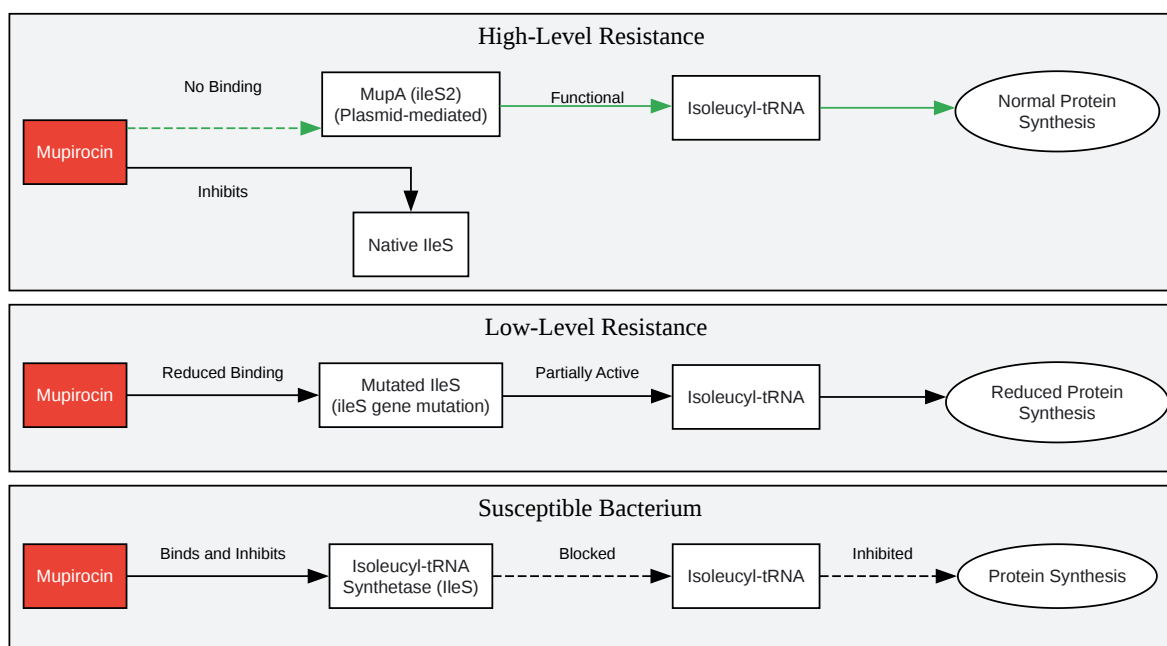 High-Level Resistance
No Binding
MupA (ileS2)
(Plasmid-mediated)
Functional
Isoleucyl-tRNA
Normal Protein
Synthesis
Mupirocin
Inhibits
Native IleS
Low-Level Resistance
Mupirocin
Reduced Binding
Mutated IleS
(ileS gene mutation)
Partially Active
Isoleucyl-tRNA
Reduced Protein
Synthesis
Susceptible Bacterium
Mupirocin
Binds and Inhibits
Isoleucyl-tRNA
Synthetase (IleS)
Blocked
Isoleucyl-tRNA
Inhibited
Protein Synthesis